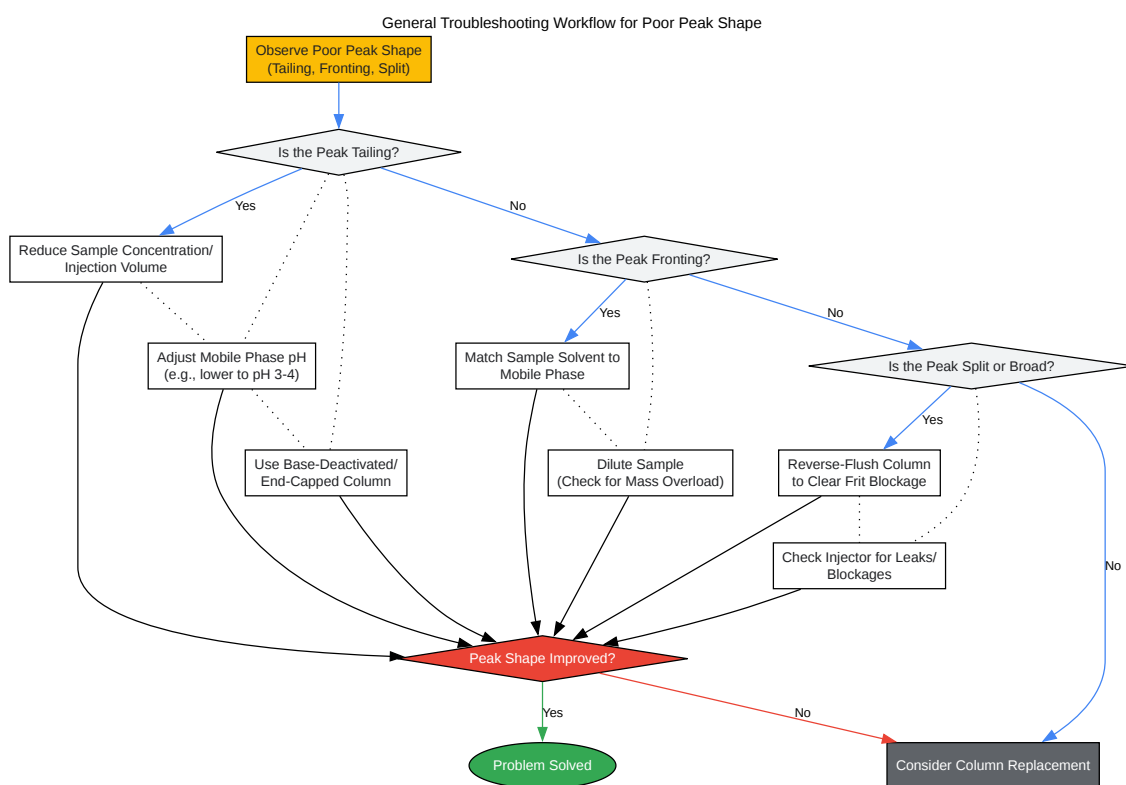 General Troubleshooting Workflow for Poor Peak Shape
Observe Poor Peak Shape
(Tailing, Fronting, Split)
Is the Peak Tailing?
Yes
No
Reduce Sample Concentration/
Injection Volume
Is the Peak Fronting?
Yes
No
Adjust Mobile Phase pH
(e.g., lower to pH 3-4)
Match Sample Solvent to
Mobile Phase
Is the Peak Split or Broad?
Yes
Use Base-Deactivated/
End-Capped Column
Dilute Sample
(Check for Mass Overload)
Reverse-Flush Column
to Clear Frit Blockage
Check Injector for Leaks/
Blockages
No
Peak Shape Improved?
Yes
No
Problem Solved
Consider Column Replacement